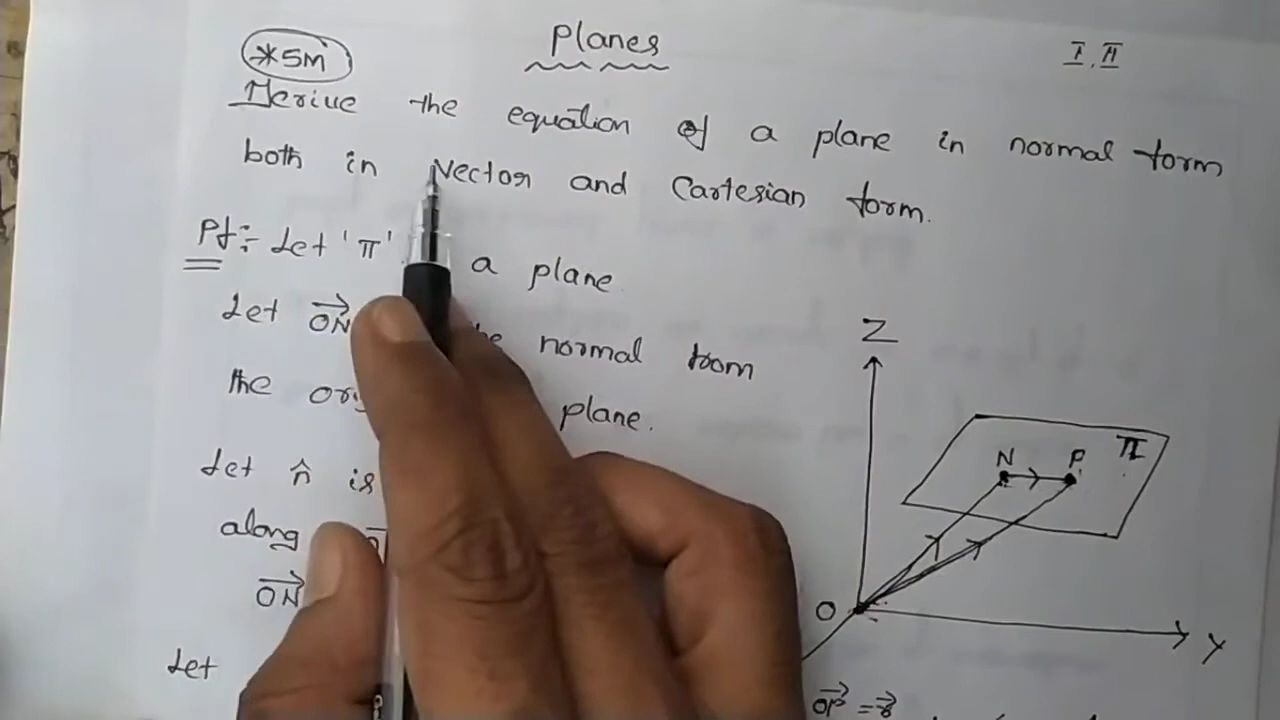 Planes
I.II
*5M
Derive the equation of a plane in normal form
both in Vector and Cartesian form.
Pf:- Let 'π' a plane
Let ON the normal from
the plane.
Let n̂ is
along
ON
Let
Z
N P π
O
Y
OP = r